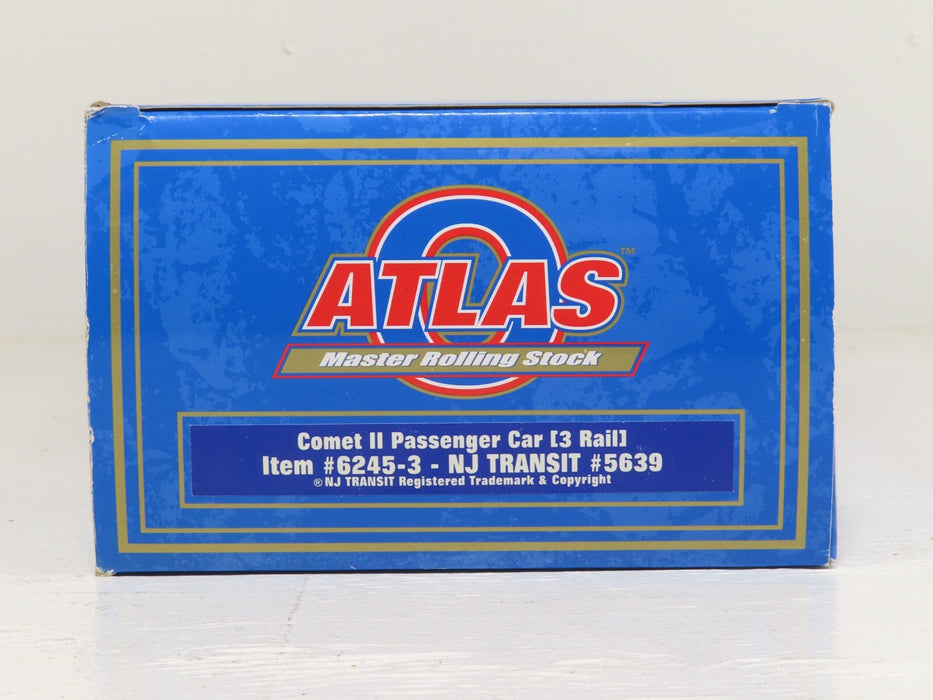 ATLAS™
O
Master Rolling Stock
Comet II Passenger Car [3 Rail]
Item #6245-3 - NJ TRANSIT #5639
® NJ TRANSIT Registered Trademark & Copyright